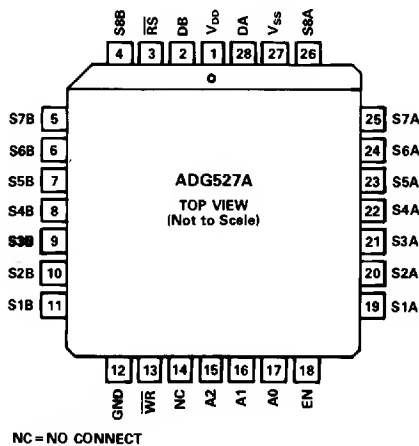 S8B R̅S̅ DB VDD DA VSS S8A
4 3 2 1 28 27 26
S7B 5 25 S7A
S6B 6 24 S6A
S5B 7 23 S5A
S4B 8 22 S4A
S3B 9 21 S3A
S2B 10 20 S2A
S1B 11 19 S1A
ADG527A
TOP VIEW
(Not to Scale)
12 13 14 15 16 17 18
GND W̅R̅ NC A2 A1 A0 EN
NC = NO CONNECT